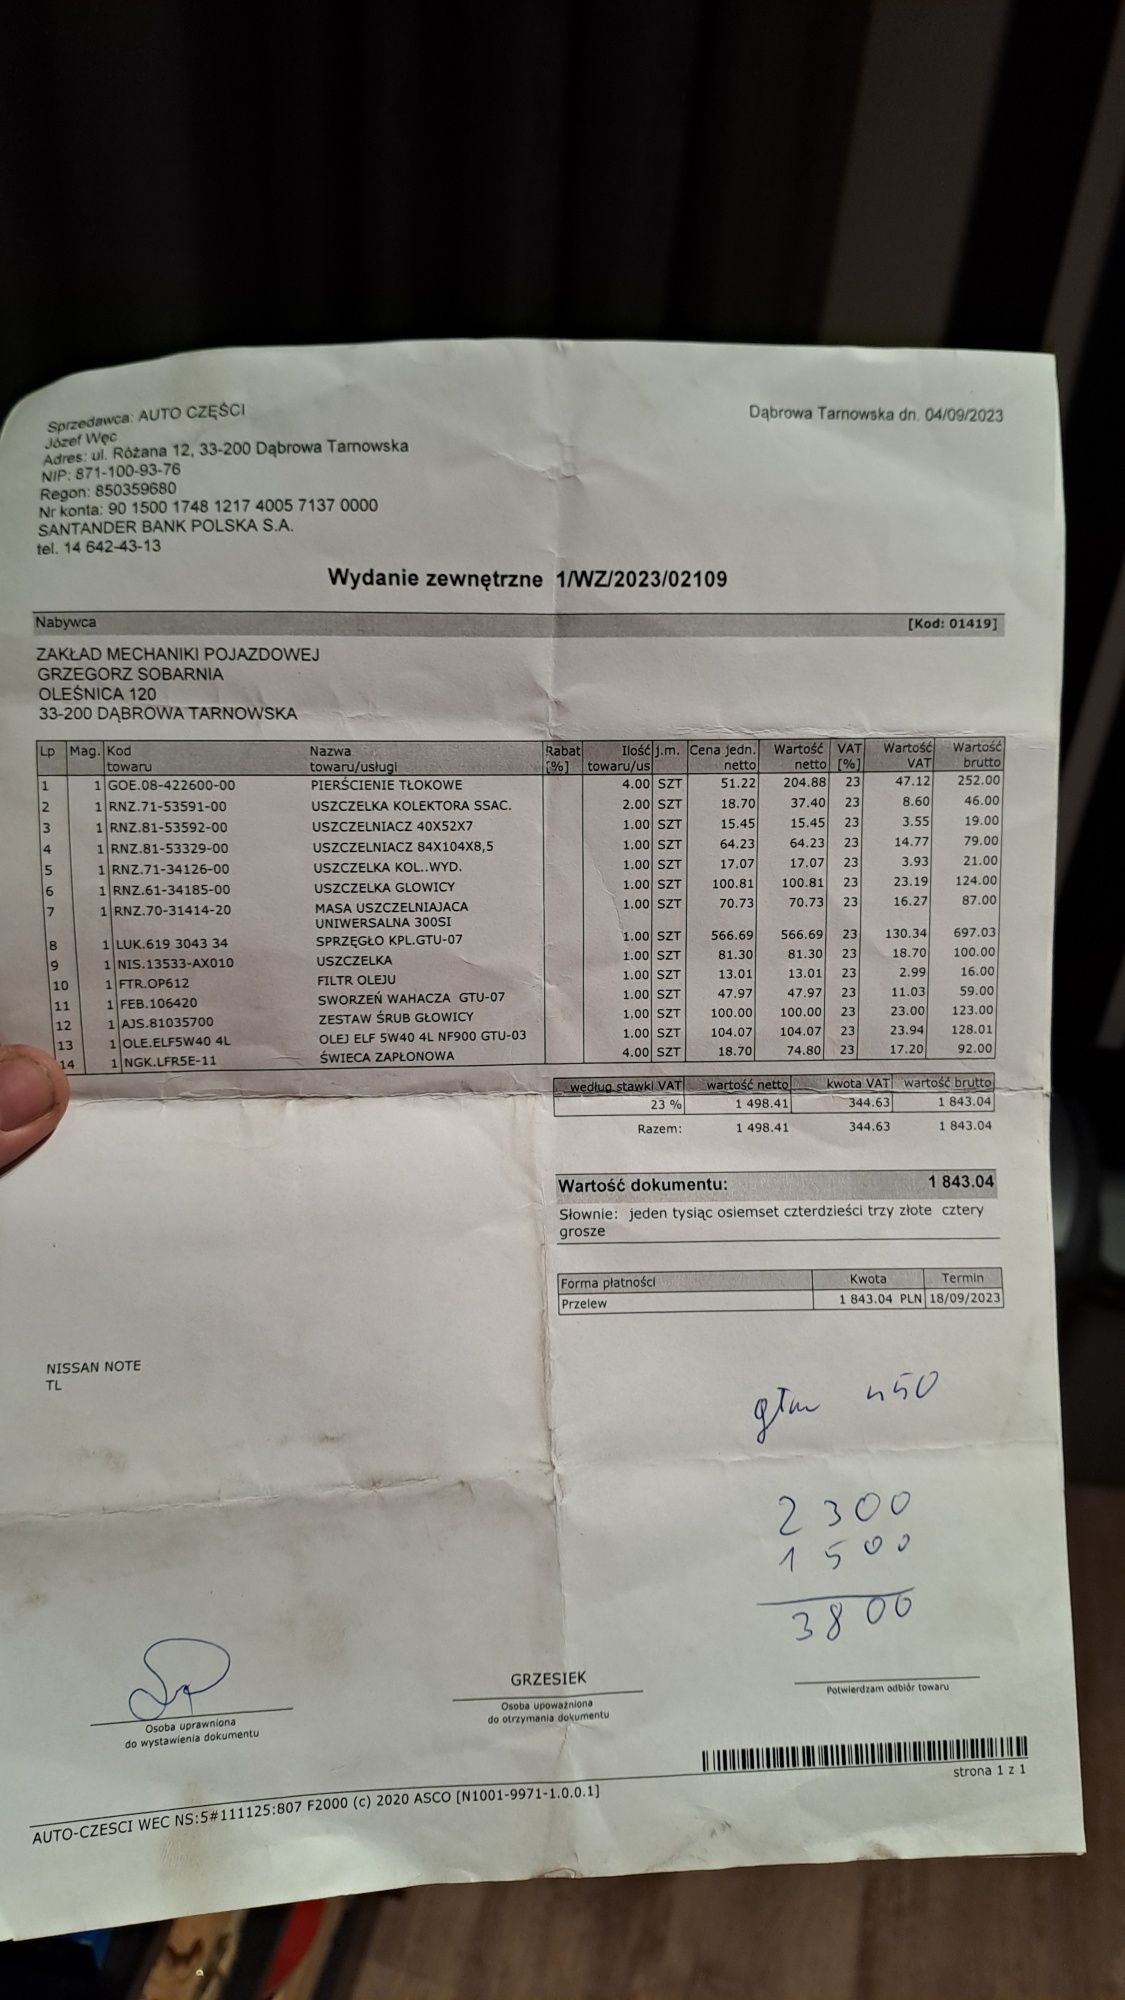 Sprzedawca: AUTO CZĘŚCI
Józef Węc
Adres: ul. Różana 12, 33-200 Dąbrowa Tarnowska
NIP: 871-100-93-76
Regon: 850359680
Nr konta: 90 1500 1748 1217 4005 7137 0000
SANTANDER BANK POLSKA S.A.
tel. 14 642-43-13
Dąbrowa Tarnowska dn. 04/09/2023
Wydanie zewnętrzne 1/WZ/2023/02109
Nabywca [Kod: 01419]
ZAKŁAD MECHANIKI POJAZDOWEJ
GRZEGORZ SOBARNIA
OLEŚNICA 120
33-200 DĄBROWA TARNOWSKA
Lp Mag. Kod Nazwa Rabat Ilość j.m. Cena jedn. Wartość VAT Wartość Wartość
towaru towaru/usługi [%] towaru/us netto netto [%] VAT brutto
1 1 GOE.08-422600-00 PIERŚCIENIE TŁOKOWE 4.00 SZT 51.22 204.88 23 47.12 252.00
2 1 RNZ.71-53591-00 USZCZELKA KOLEKTORA SSAC. 2.00 SZT 18.70 37.40 23 8.60 46.00
3 1 RNZ.81-53592-00 USZCZELNIACZ 40X52X7 1.00 SZT 15.45 15.45 23 3.55 19.00
4 1 RNZ.81-53329-00 USZCZELNIACZ 84X104X8,5 1.00 SZT 64.23 64.23 23 14.77 79.00
5 1 RNZ.71-34126-00 USZCZELKA KOL..WYD. 1.00 SZT 17.07 17.07 23 3.93 21.00
6 1 RNZ.61-34185-00 USZCZELKA GLOWICY 1.00 SZT 100.81 100.81 23 23.19 124.00
7 1 RNZ.70-31414-20 MASA USZCZELNIAJACA 1.00 SZT 70.73 70.73 23 16.27 87.00
UNIWERSALNA 300SI
8 1 LUK.619 3043 34 SPRZĘGŁO KPL.GTU-07 1.00 SZT 566.69 566.69 23 130.34 697.03
9 1 NIS.13533-AX010 USZCZELKA 1.00 SZT 81.30 81.30 23 18.70 100.00
10 1 FTR.OP612 FILTR OLEJU 1.00 SZT 13.01 13.01 23 2.99 16.00
11 1 FEB.106420 SWORZEŃ WAHACZA GTU-07 1.00 SZT 47.97 47.97 23 11.03 59.00
12 1 AJS.81035700 ZESTAW ŚRUB GŁOWICY 1.00 SZT 100.00 100.00 23 23.00 123.00
13 1 OLE.ELF5W40 4L OLEJ ELF 5W40 4L NF900 GTU-03 1.00 SZT 104.07 104.07 23 23.94 128.01
14 1 NGK.LFR5E-11 ŚWIECA ZAPŁONOWA 4.00 SZT 18.70 74.80 23 17.20 92.00
według stawki VAT wartość netto kwota VAT wartość brutto
23 % 1 498.41 344.63 1 843.04
Razem: 1 498.41 344.63 1 843.04
Wartość dokumentu: 1 843.04
Słownie: jeden tysiąc osiemset czterdzieści trzy złote cztery
grosze
Forma płatności Kwota Termin
Przelew 1 843.04 PLN 18/09/2023
NISSAN NOTE
TL
450
2300
1500
3800
GRZESIEK
Osoba uprawniona
do wystawienia dokumentu
Osoba upoważniona
do otrzymania dokumentu
Potwierdzam odbiór towaru
strona 1 z 1
AUTO-CZESCI WEC NS:5#111125:807 F2000 (c) 2020 ASCO [N1001-9971-1.0.0.1]